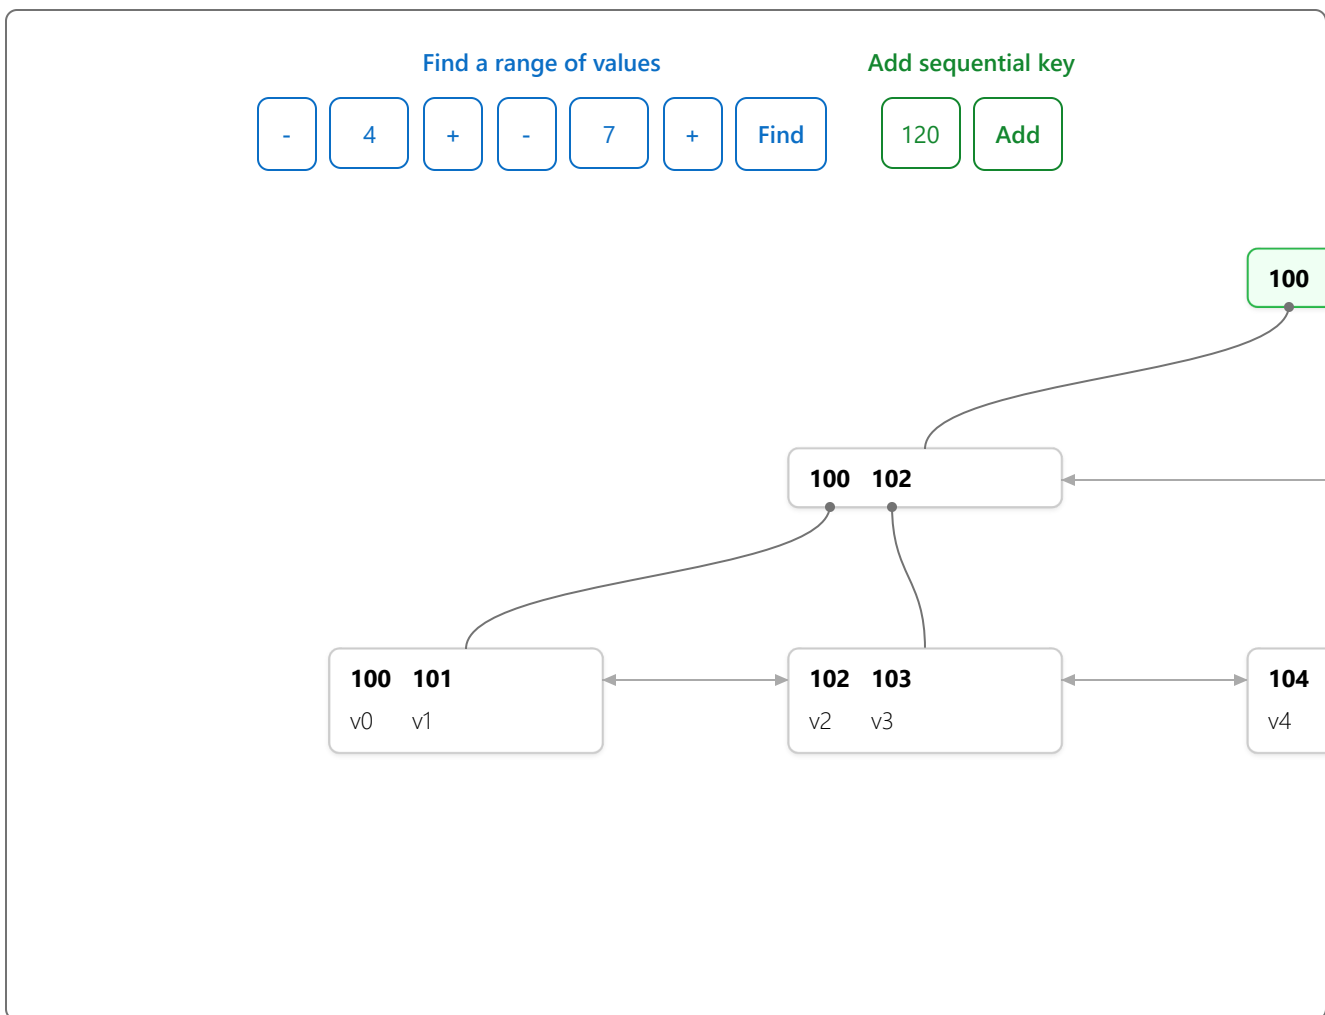 Find a range of values Add sequential key
- 4 + - 7 + Find 120 Add
100
100 102
100 101 102 103 104
v0 v1 v2 v3 v4